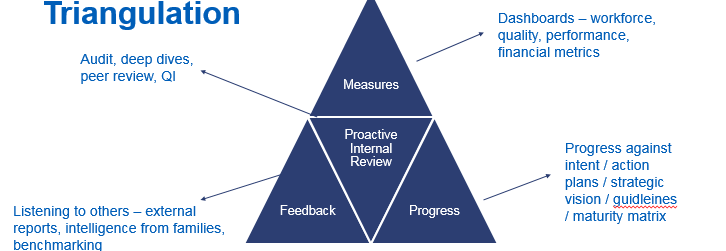 Triangulation
Dashboards – workforce,
quality, performance,
financial metrics
Audit, deep dives,
peer review, QI
Measures
Proactive
Internal
Review
Progress against
intent / action
plans / strategic
vision / guidleines
/ maturity matrix
Feedback
Progress
Listening to others – external
reports, intelligence from families,
benchmarking